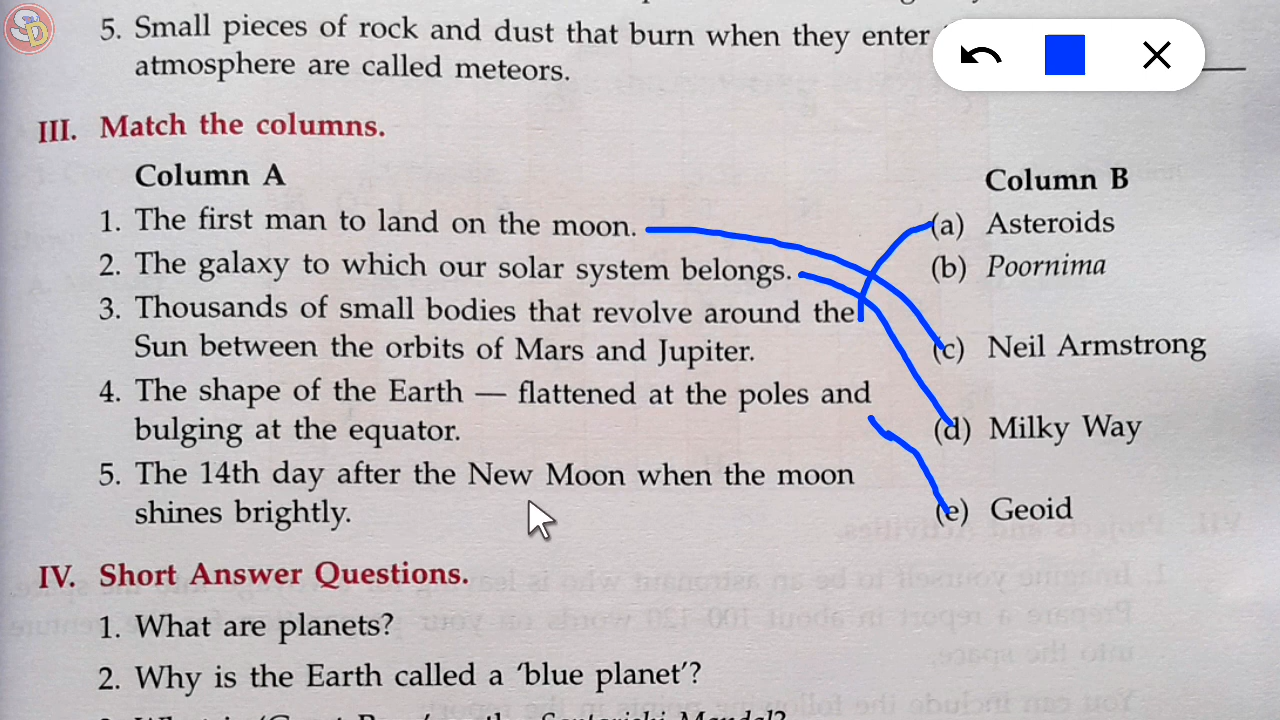 SD
5. Small pieces of rock and dust that burn when they enter
atmosphere are called meteors.
III. Match the columns.
Column A
Column B
1. The first man to land on the moon.
(a) Asteroids
2. The galaxy to which our solar system belongs.
(b) Poornima
3. Thousands of small bodies that revolve around the
Sun between the orbits of Mars and Jupiter.
(c) Neil Armstrong
4. The shape of the Earth — flattened at the poles and
bulging at the equator.
(d) Milky Way
5. The 14th day after the New Moon when the moon
shines brightly.
(e) Geoid
IV. Short Answer Questions.
1. What are planets?
2. Why is the Earth called a 'blue planet'?